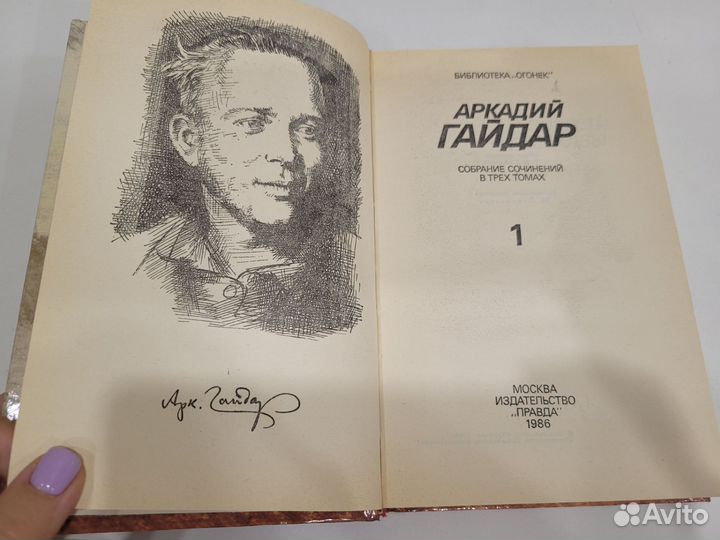 Арк. Гайдар
БИБЛИОТЕКА „ОГОНЕК"
АРКАДИЙ
ГАЙДАР
СОБРАНИЕ СОЧИНЕНИЙ
В ТРЕХ ТОМАХ
1
МОСКВА
ИЗДАТЕЛЬСТВО
„ПРАВДА"
1986
Avito